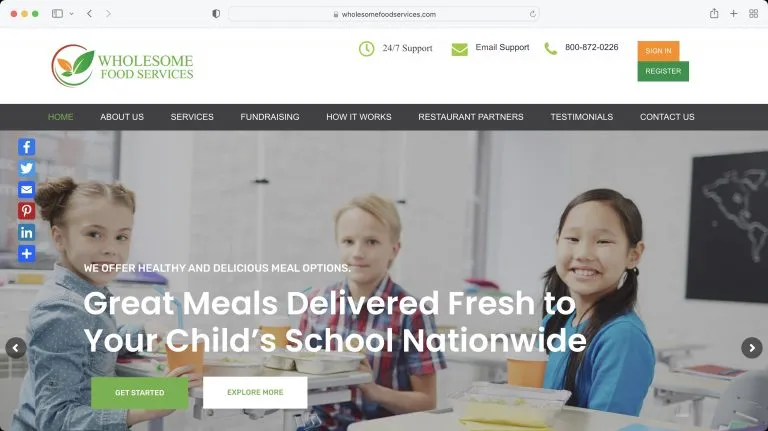 wholesomefoodservices.com
WHOLESOME
FOOD SERVICES
24/7 Support
Email Support
800-872-0226
SIGN IN
REGISTER
HOME ABOUT US SERVICES FUNDRAISING HOW IT WORKS RESTAURANT PARTNERS TESTIMONIALS CONTACT US
WE OFFER HEALTHY AND DELICIOUS MEAL OPTIONS.
Great Meals Delivered Fresh to
Your Child’s School Nationwide
GET STARTED EXPLORE MORE